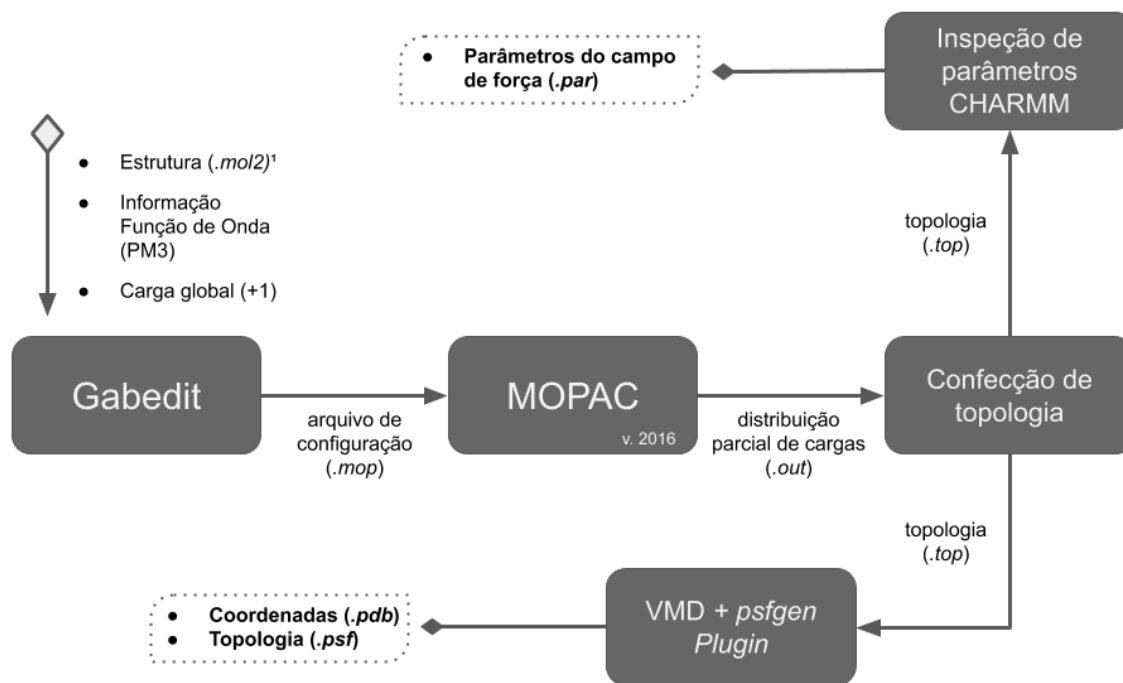 Inspeção de
parâmetros
CHARMM
● Parâmetros do campo
de força (.par)
● Estrutura (.mol2)¹
● Informação
Função de Onda
(PM3)
● Carga global (+1)
topologia
(.top)
Gabedit
arquivo de
configuração
(.mop)
MOPAC
v. 2016
distribuição
parcial de cargas
(.out)
Confecção de
topologia
topologia
(.top)
VMD + psfgen
Plugin
● Coordenadas (.pdb)
● Topologia (.psf)